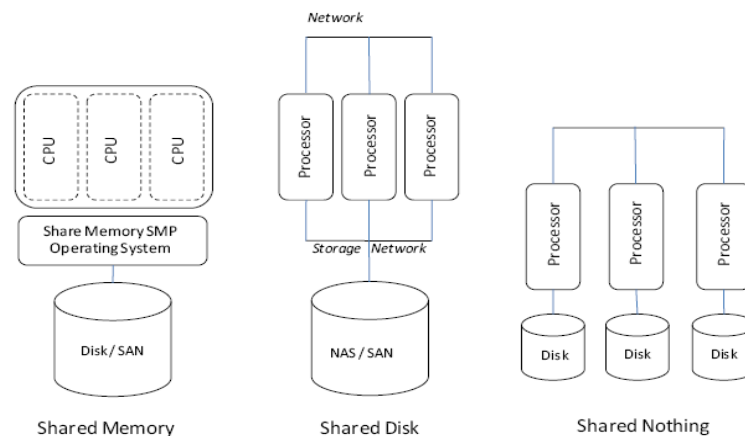 Network
CPU
CPU
CPU
Share Memory SMP
Operating System
Disk/ SAN
Shared Memory
Processor
Processor
Processor
Storage Network
NAS / SAN
Shared Disk
Processor
Processor
Processor
Disk
Disk
Disk
Shared Nothing